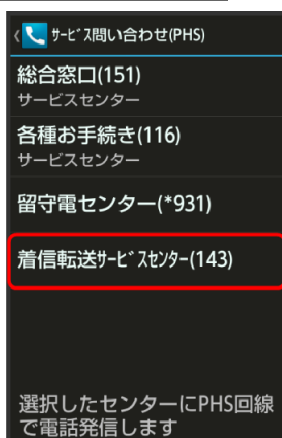 サービス問い合わせ(PHS)
総合窓口(151)
サービスセンター
各種お手続き(116)
サービスセンター
留守電センター(*931)
着信転送サービスセンター(143)
選択したセンターにPHS回線
で電話発信します